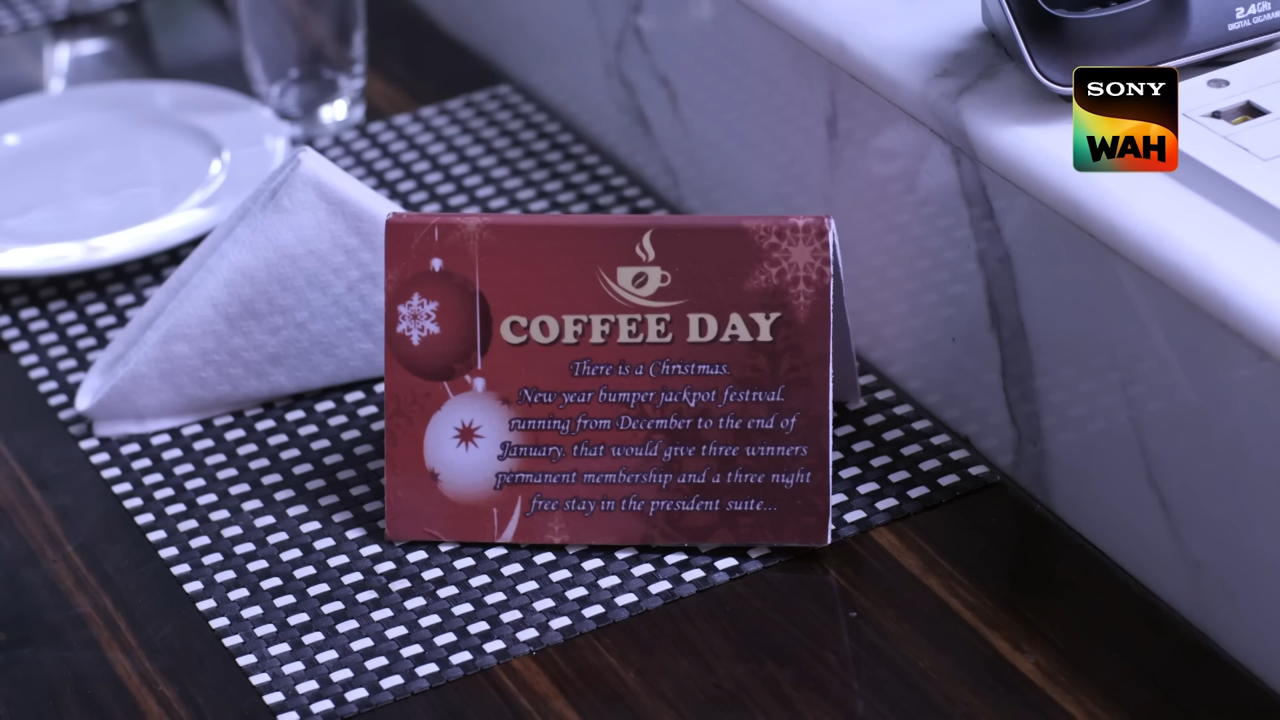 2.4GHz
SONY
WAH
COFFEE DAY
There is a Christmas.
New year bumper jackpot festival.
running from December to the end of
January. that would give three winners
permanent membership and a three night
free stay in the president suite...